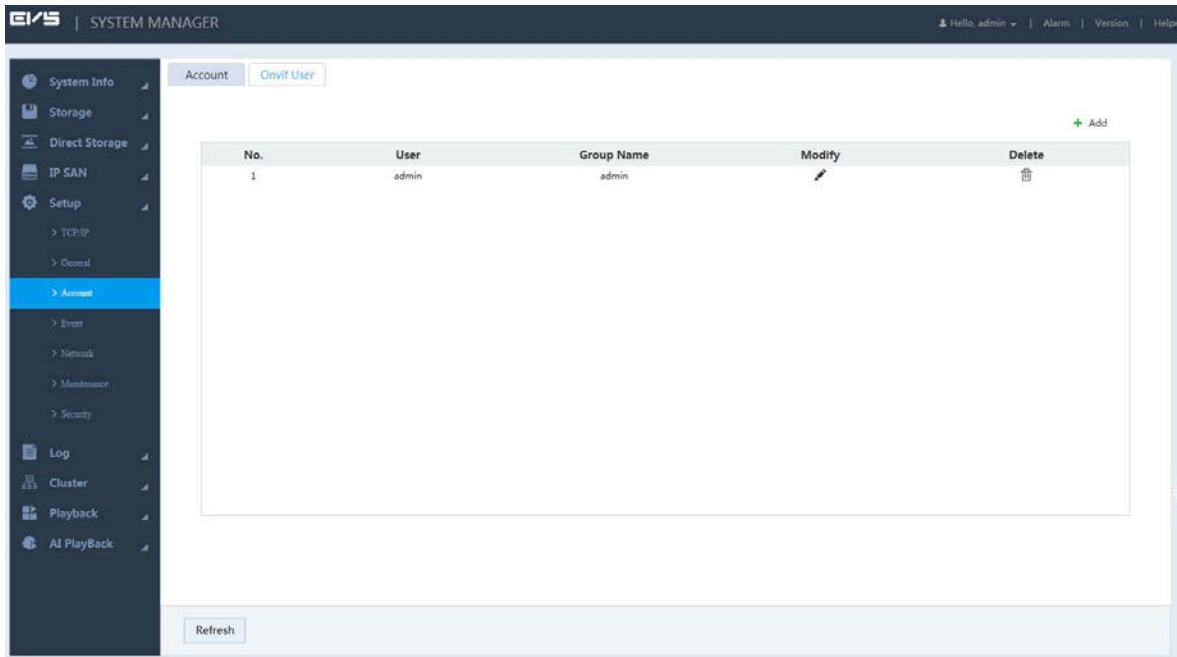 EVS | SYSTEM MANAGER
Hello, admin | Alarm | Version | Help
Account Onvif User
System Info
Storage
Direct Storage
IP SAN
Setup
> TCP/IP
> General
> Account
> Event
> Network
> Maintenance
> Security
Log
Cluster
Playback
AI PlayBack
+ Add
No. User Group Name Modify Delete
1 admin admin
Refresh